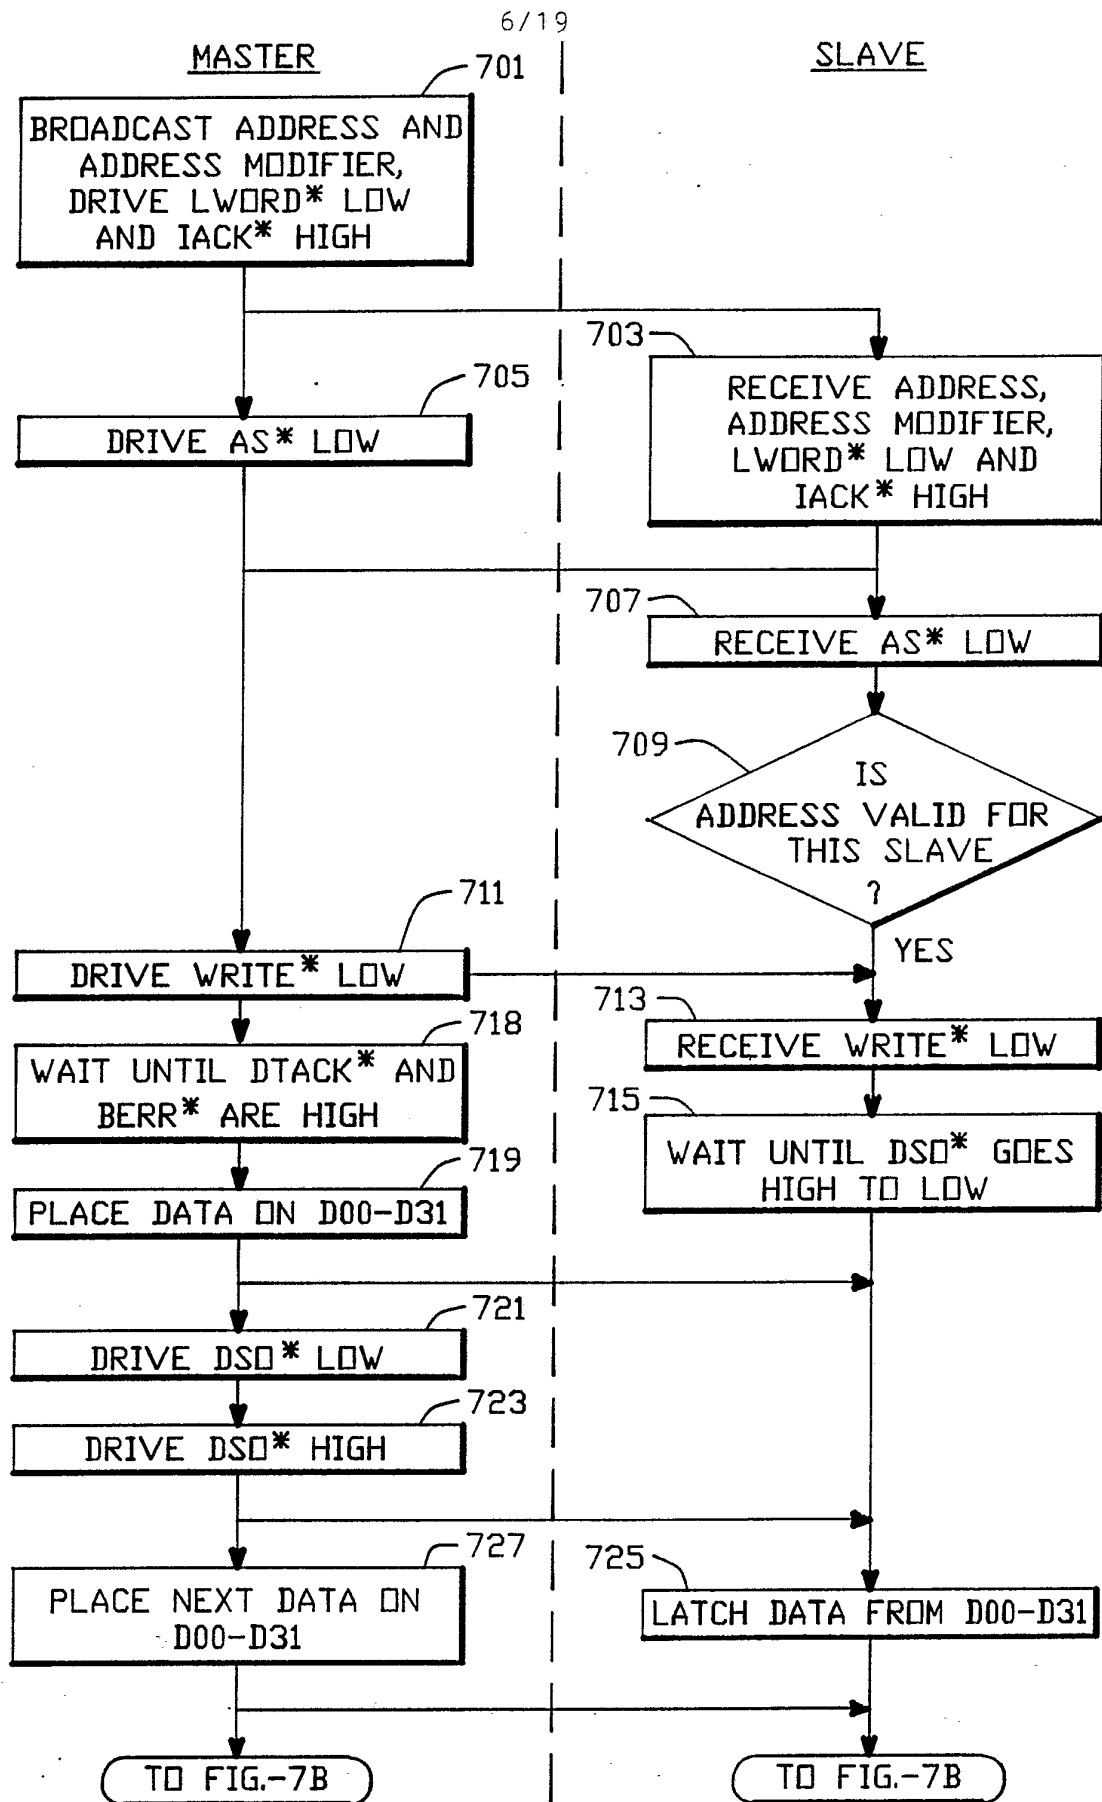 6/19
MASTER
SLAVE
701
BROADCAST ADDRESS AND
ADDRESS MODIFIER,
DRIVE LWORD* LOW
AND IACK* HIGH
703
RECEIVE ADDRESS,
ADDRESS MODIFIER,
LWORD* LOW AND
IACK* HIGH
705
DRIVE AS* LOW
707
RECEIVE AS* LOW
709
IS
ADDRESS VALID FOR
THIS SLAVE
?
YES
711
DRIVE WRITE* LOW
713
RECEIVE WRITE* LOW
718
WAIT UNTIL DTACK* AND
BERR* ARE HIGH
715
WAIT UNTIL DS0* GOES
HIGH TO LOW
719
PLACE DATA ON D00-D31
721
DRIVE DS0* LOW
723
DRIVE DS0* HIGH
727
PLACE NEXT DATA ON
D00-D31
725
LATCH DATA FROM D00-D31
TO FIG.-7B
TO FIG.-7B